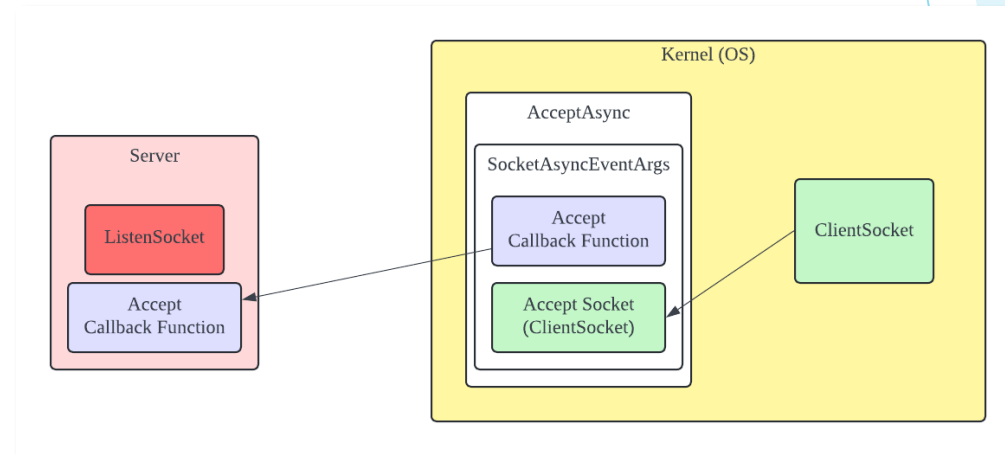 Kernel (OS)
AcceptAsync
Server
SocketAsyncEventArgs
ListenSocket
Accept
Callback Function
Accept
Callback Function
Accept Socket
(ClientSocket)
ClientSocket